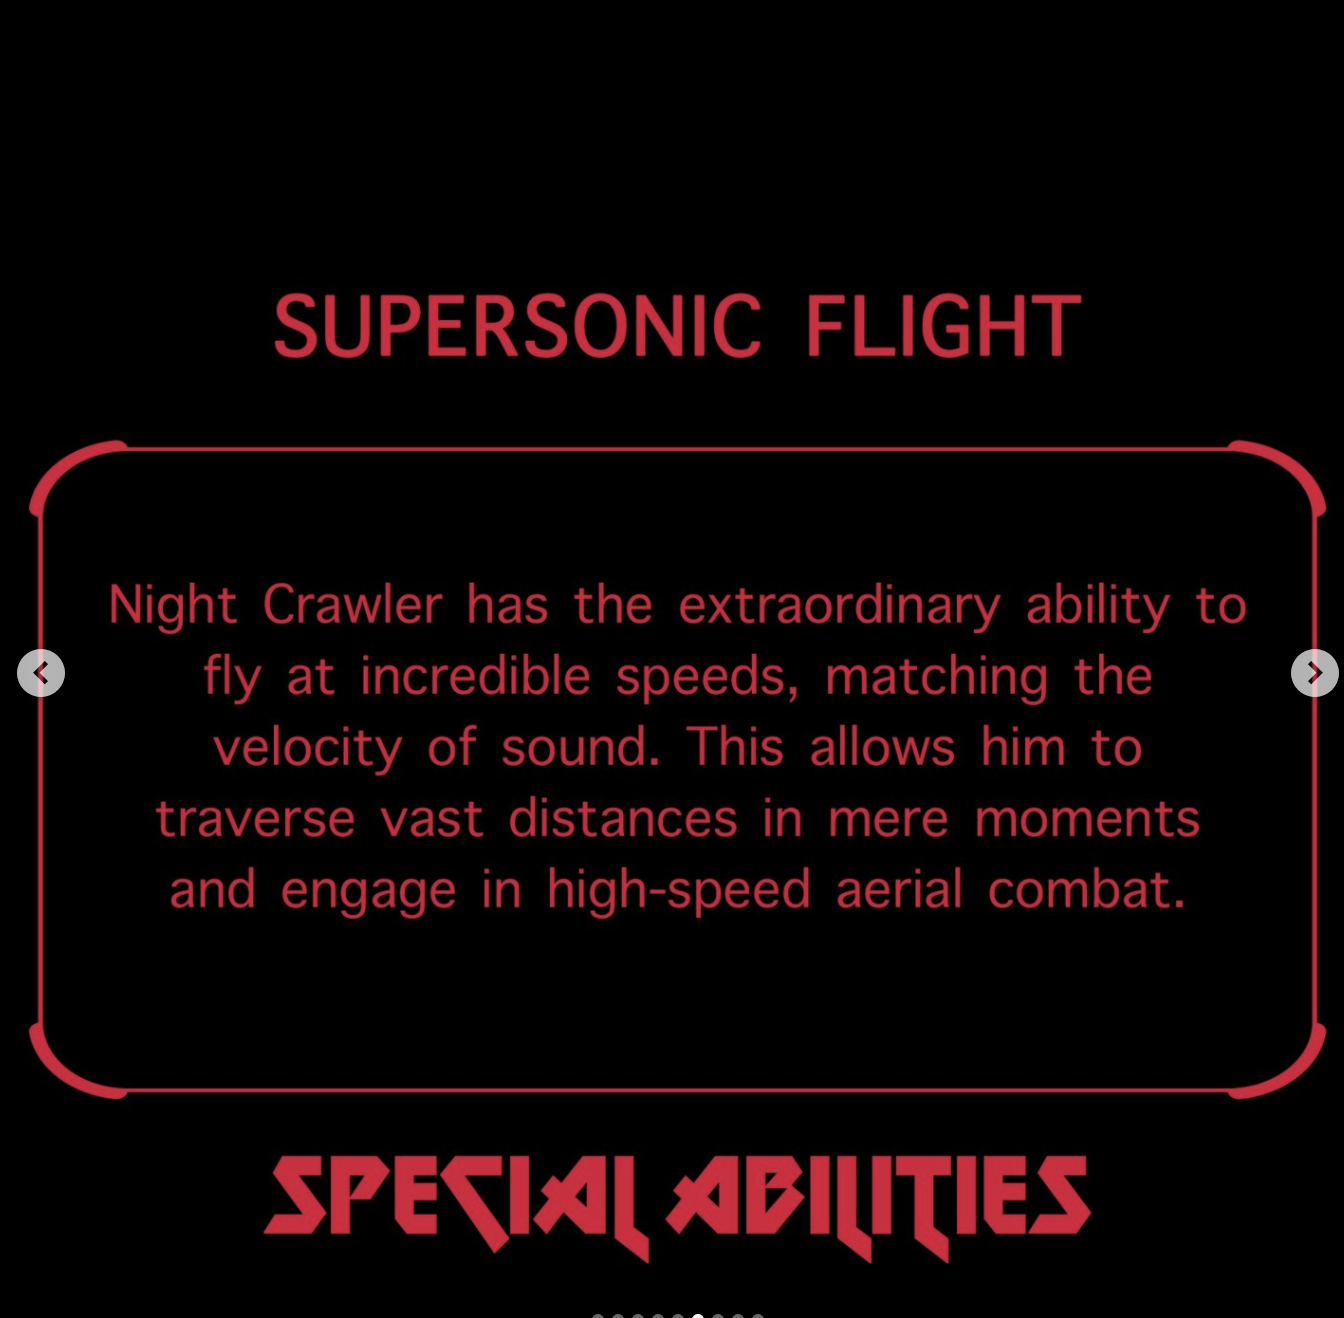 SUPERSONIC FLIGHT
Night Crawler has the extraordinary ability to
fly at incredible speeds, matching the
velocity of sound. This allows him to
traverse vast distances in mere moments
and engage in high-speed aerial combat.
SPECIAL ABILITIES